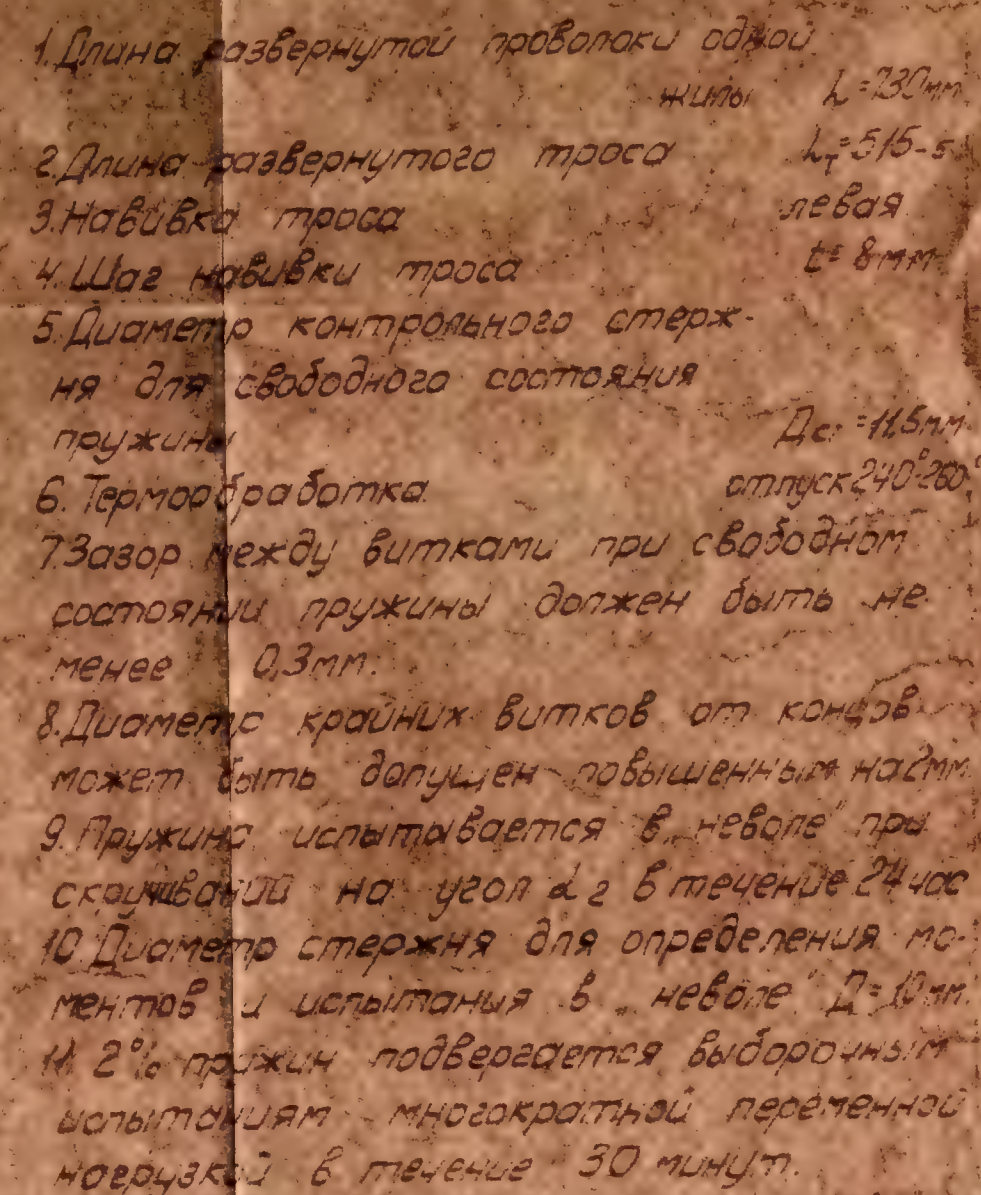 1. Длина развернутой проволоки одной
жилы L=730мм
2. Длина развернутого троса Lт=515-5
3. Навивка троса левая
4. Шаг навивки троса t=8мм
5. Диаметр контрольного стерж-
ня для свободного состояния
пружины Дс.=11,5мм.
6. Термообработка отпуск 240°-260°
7. Зазор между витками при свободном
состоянии пружины должен быть не
менее 0,3мм.
8. Диаметр крайних витков от концов
может быть допущен повышенным на 2мм
9. Пружина испытывается в „неволе" при
скручивании на угол α2 в течение 24 час
10. Диаметр стержня для определения мо-
ментов и испытания в „неволе" Д=10мм.
11. 2% пружин подвергается выборочным
испытаниям многократной переменной
нагрузкой в течение 30 минут.